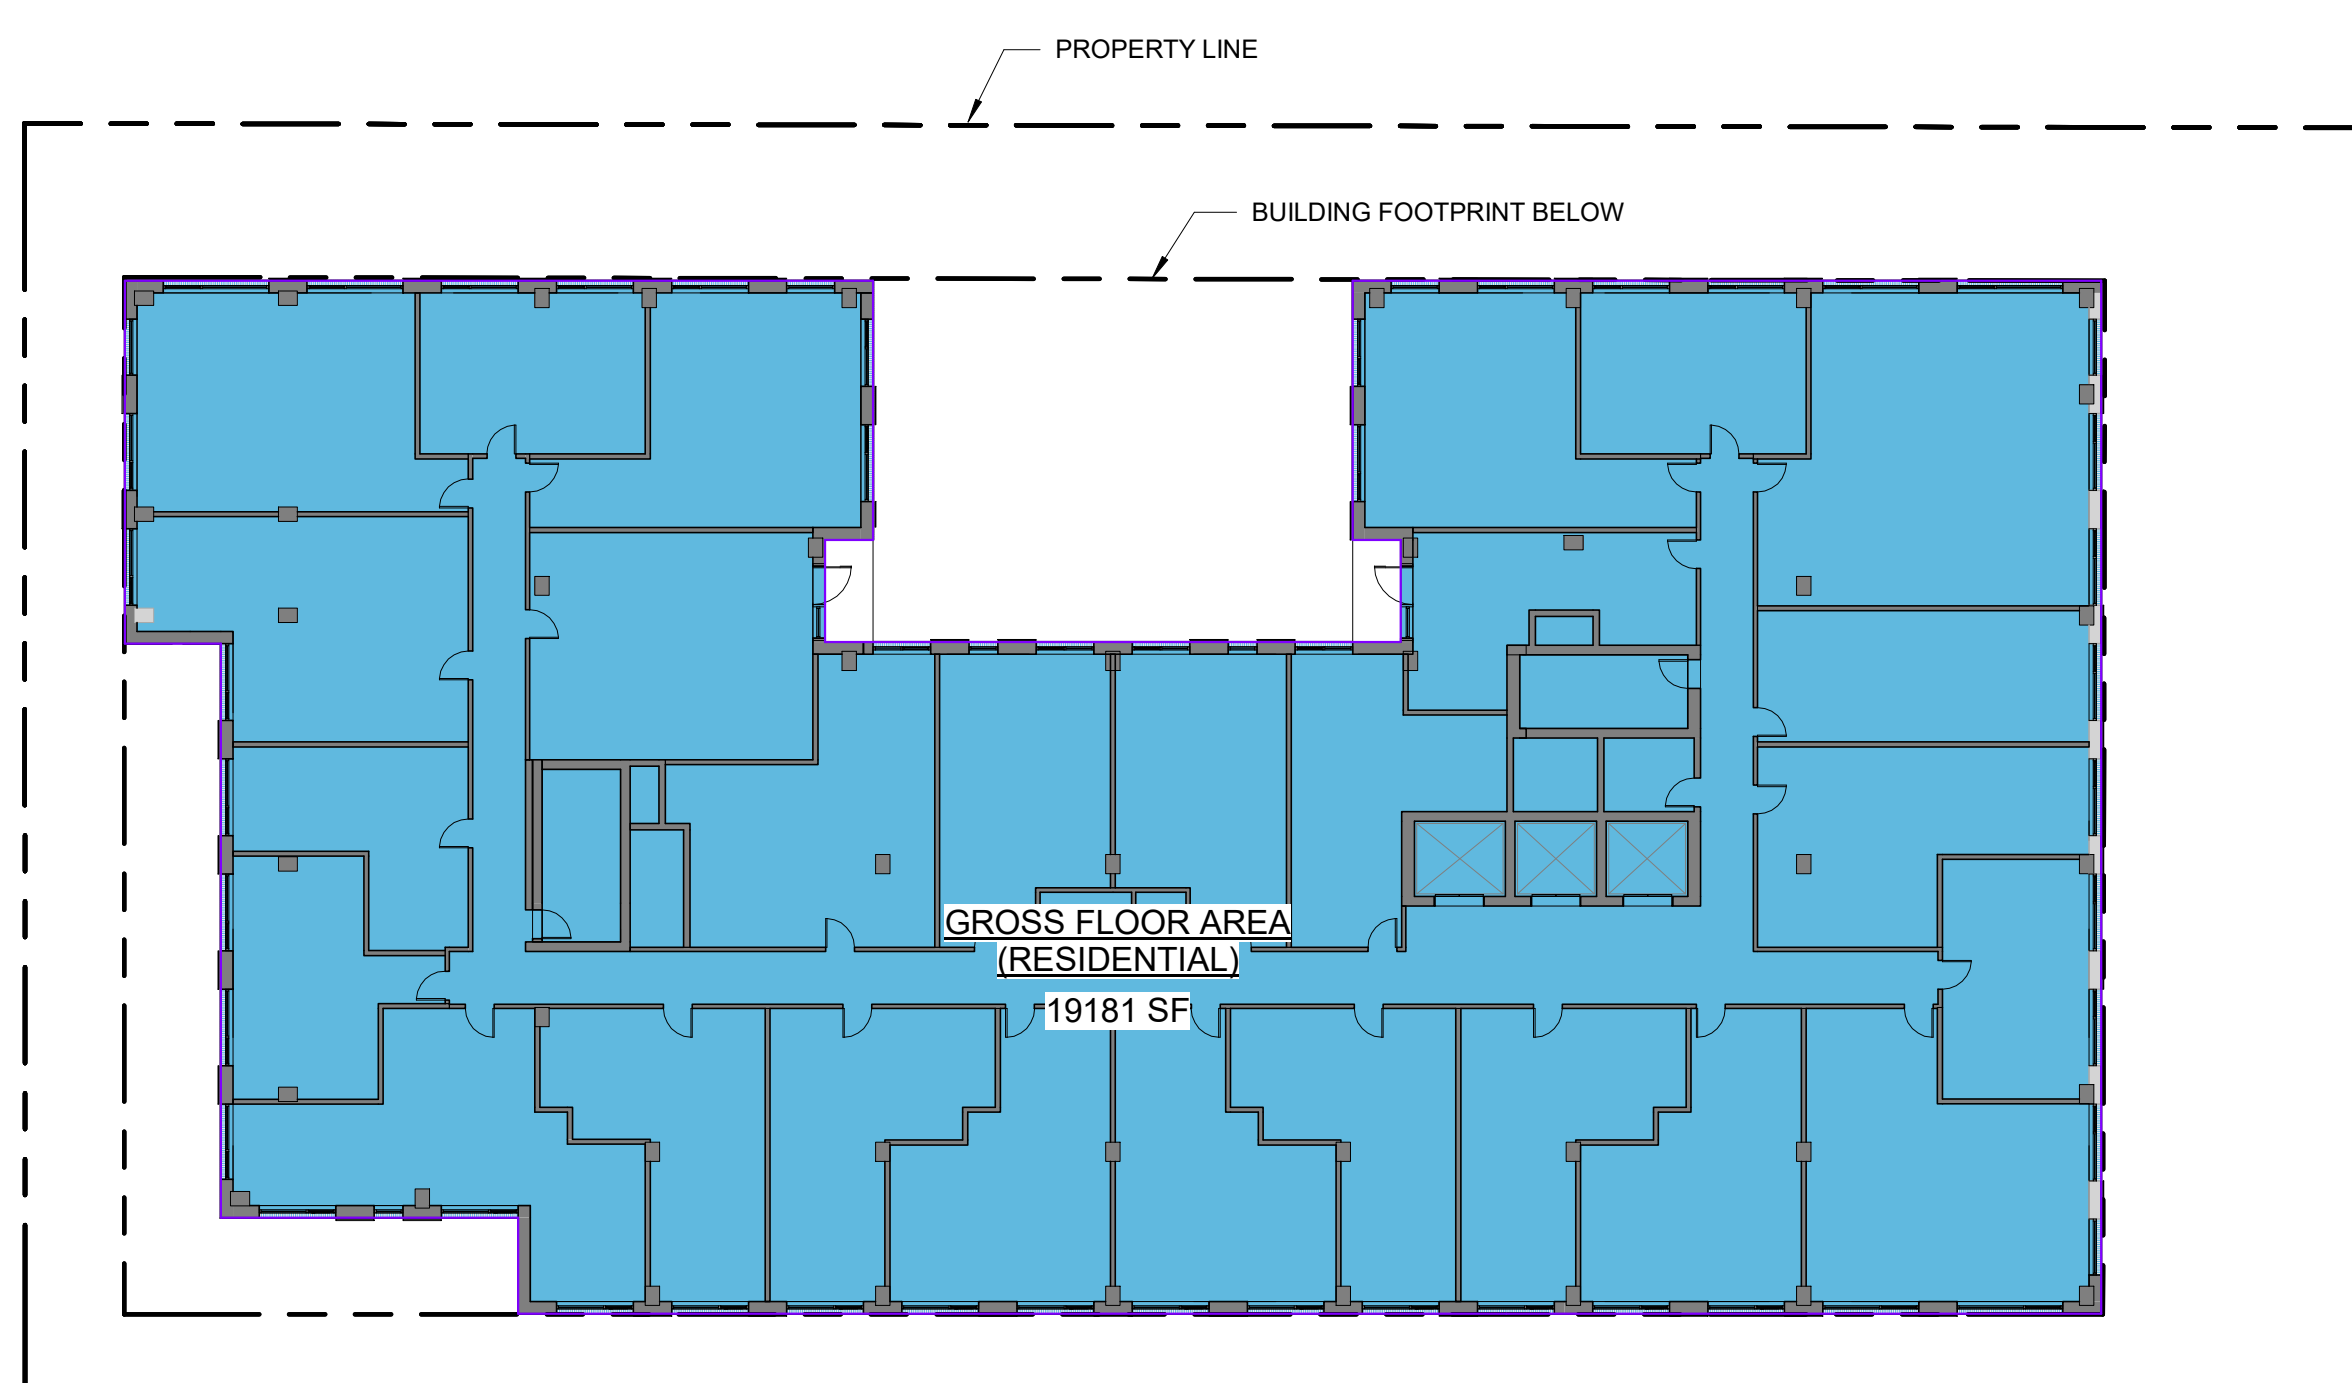 PROPERTY LINE
BUILDING FOOTPRINT BELOW
GROSS FLOOR AREA
(RESIDENTIAL)
19181 SF